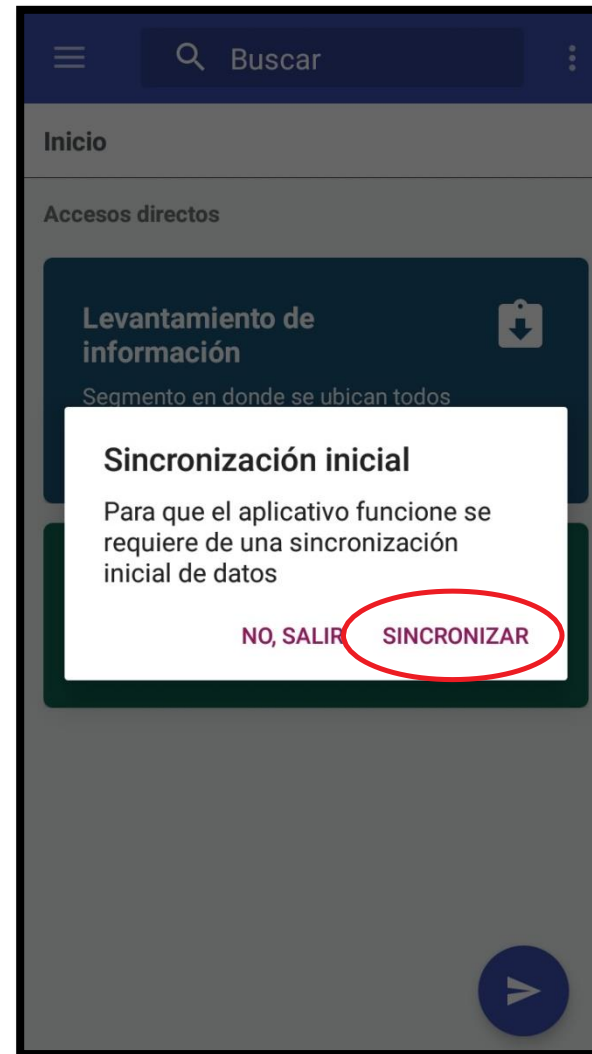 Buscar
Inicio
Accesos directos
Levantamiento de
información
Segmento en donde se ubican todos
Sincronización inicial
Para que el aplicativo funcione se
requiere de una sincronización
inicial de datos
NO, SALIR SINCRONIZAR